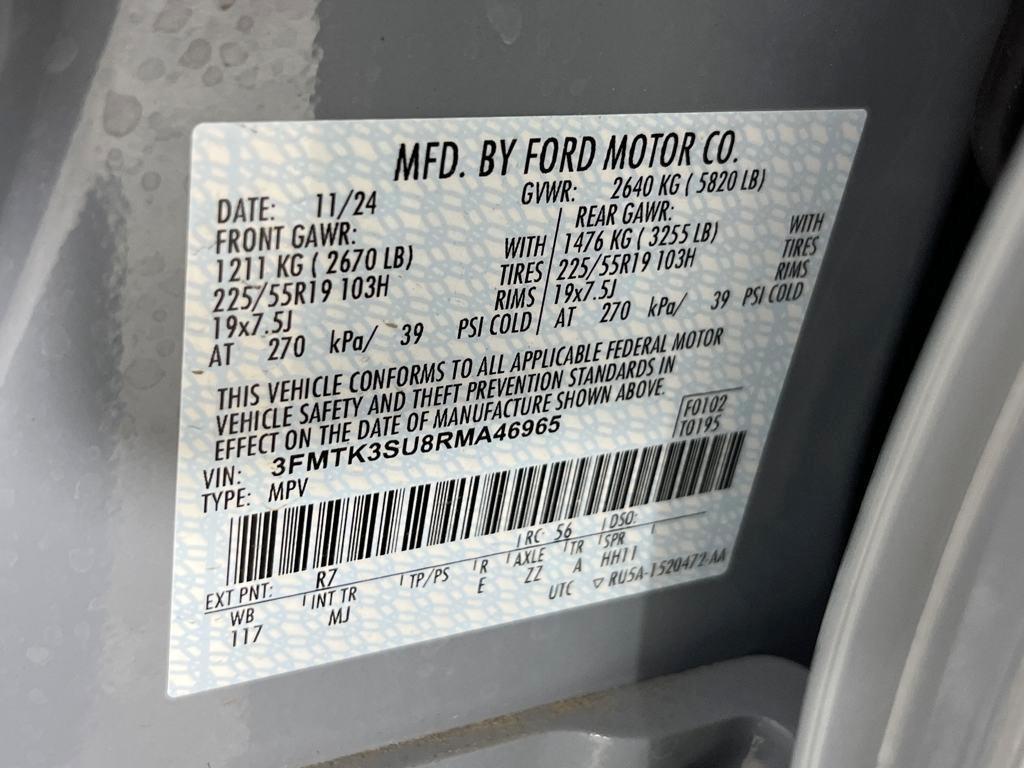 MFD. BY FORD MOTOR CO.
DATE: 11/24 GVWR: 2640 KG ( 5820 LB)
FRONT GAWR: REAR GAWR:
1211 KG ( 2670 LB) WITH 1476 KG ( 3255 LB) WITH
225/55R19 103H TIRES 225/55R19 103H TIRES
19x7.5J RIMS 19x7.5J RIMS
AT 270 kPa/ 39 PSI COLD AT 270 kPa/ 39 PSI COLD
THIS VEHICLE CONFORMS TO ALL APPLICABLE FEDERAL MOTOR
VEHICLE SAFETY AND THEFT PREVENTION STANDARDS IN
EFFECT ON THE DATE OF MANUFACTURE SHOWN ABOVE.
F0102
VIN: 3FMTK3SU8RMA46965 T0195
TYPE: MPV
EXT PNT: R7 RC 56 DSO:
WB INT TR TP/PS R AXLE TR SPR
117 MJ E ZZ A HH11
UTC ▽ RU5A-1520472-AA